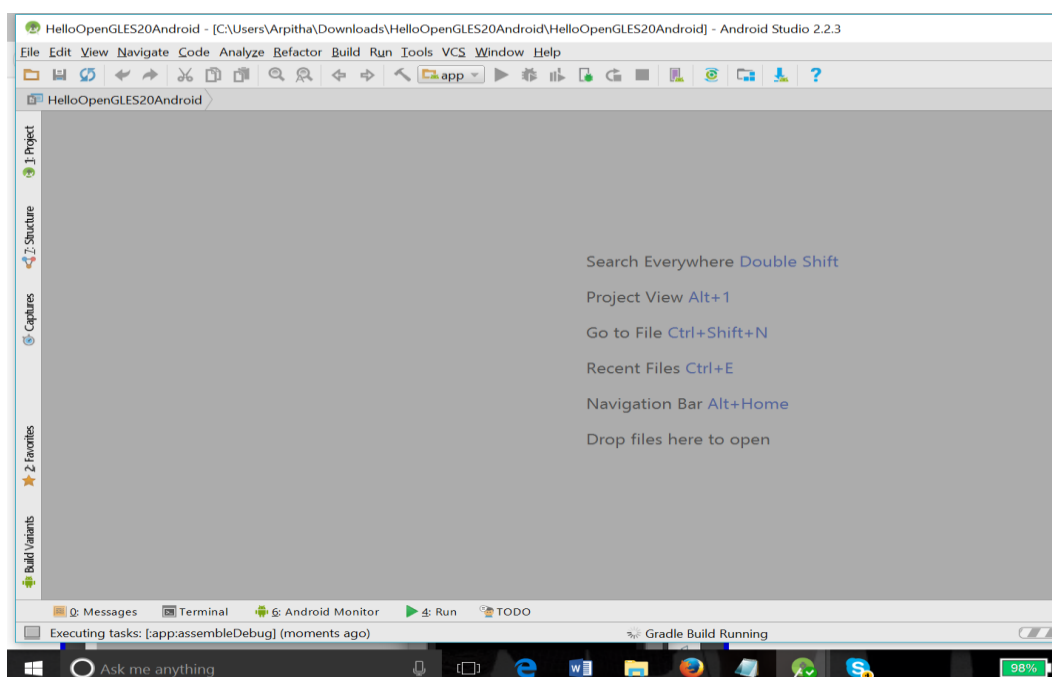 HelloOpenGLES20Android - [C:\Users\Arpitha\Downloads\HelloOpenGLES20Android\HelloOpenGLES20Android] - Android Studio 2.2.3
File Edit View Navigate Code Analyze Refactor Build Run Tools VCS Window Help
app
HelloOpenGLES20Android
1: Project
7: Structure
Captures
2: Favorites
Build Variants
Search Everywhere Double Shift
Project View Alt+1
Go to File Ctrl+Shift+N
Recent Files Ctrl+E
Navigation Bar Alt+Home
Drop files here to open
0: Messages Terminal 6: Android Monitor 4: Run TODO
Executing tasks: [:app:assembleDebug] (moments ago) Gradle Build Running
Ask me anything 98%